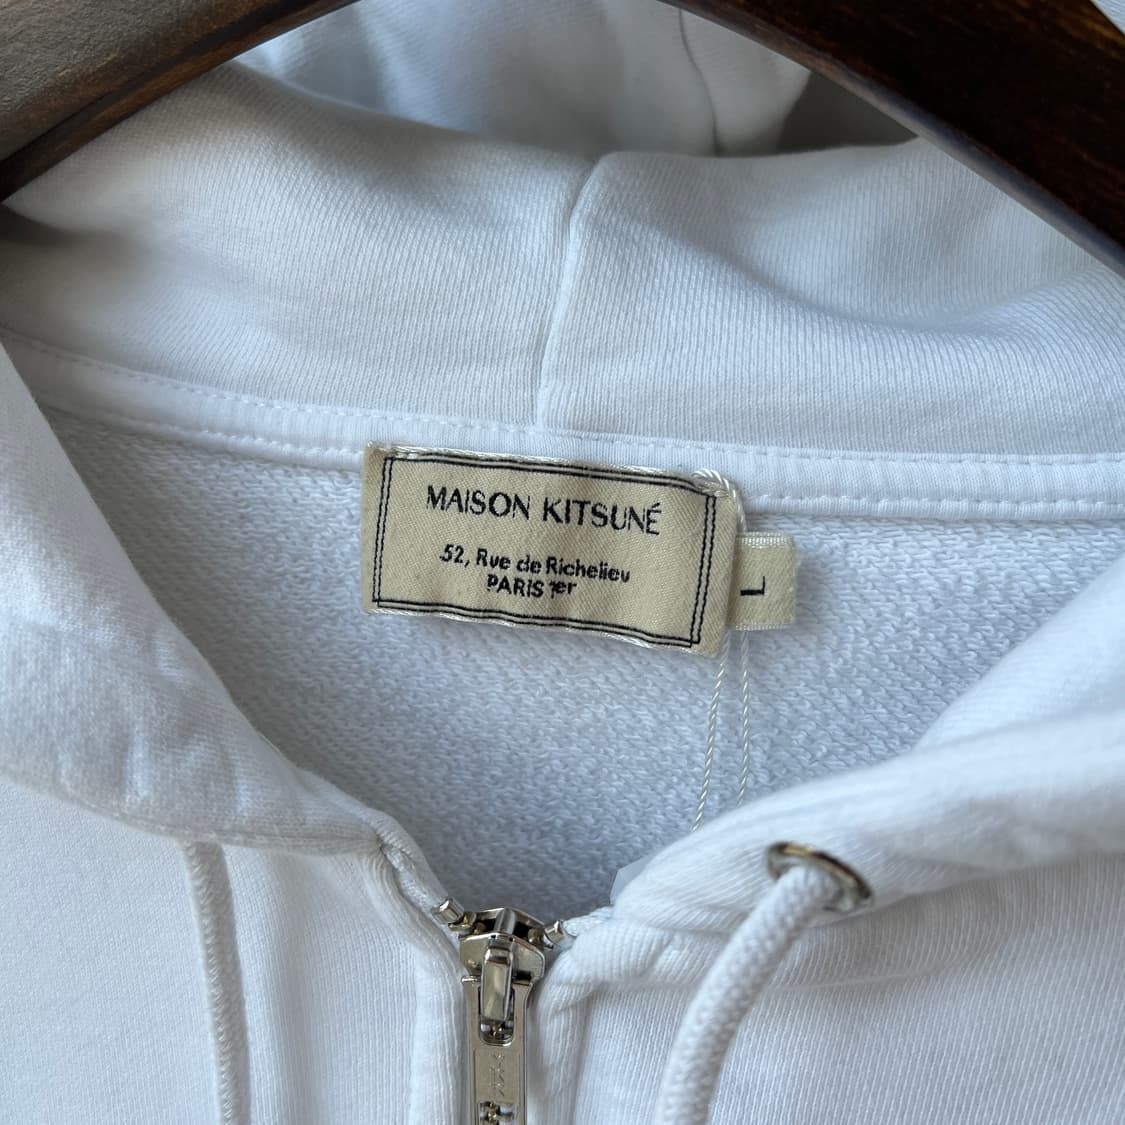 MAISON KITSUNÉ
52, Rue de Richelieu
PARIS 1er
L